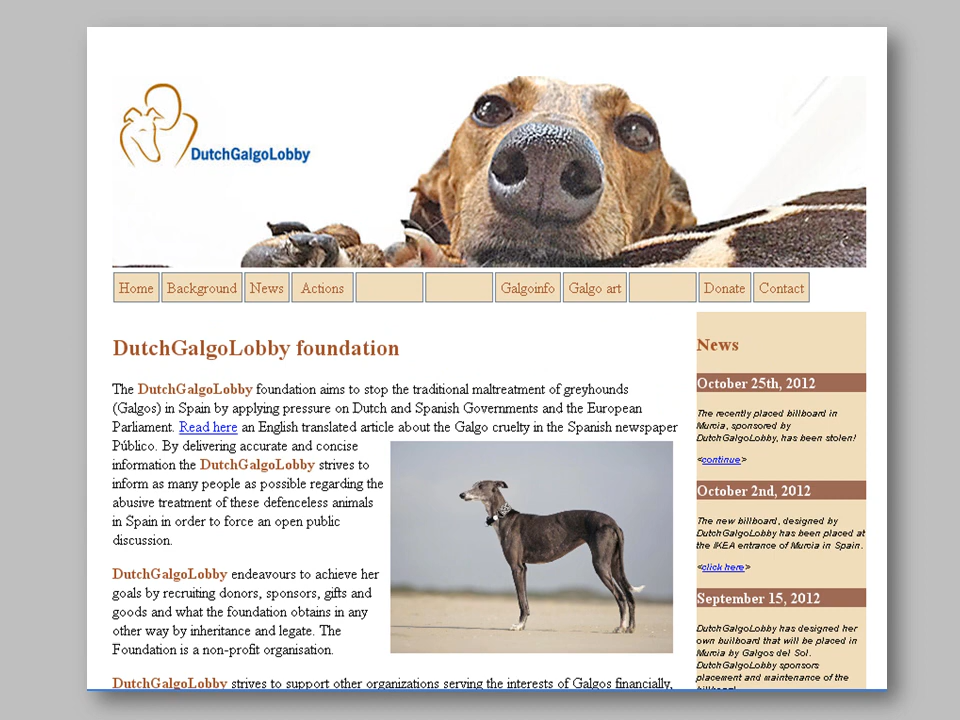 DutchGalgoLobby
Home Background News Actions Galgoinfo Galgo art Donate Contact
DutchGalgoLobby foundation
The DutchGalgoLobby foundation aims to stop the traditional maltreatment of greyhounds
(Galgos) in Spain by applying pressure on Dutch and Spanish Governments and the European
Parliament. Read here an English translated article about the Galgo cruelty in the Spanish newspaper
Público. By delivering accurate and concise
information the DutchGalgoLobby strives to
inform as many people as possible regarding the
abusive treatment of these defenceless animals
in Spain in order to force an open public
discussion.
DutchGalgoLobby endeavours to achieve her
goals by recruiting donors, sponsors, gifts and
goods and what the foundation obtains in any
other way by inheritance and legate. The
Foundation is a non-profit organisation.
DutchGalgoLobby strives to support other organizations serving the interests of Galgos financially,
News
October 25th, 2012
The recently placed billboard in
Murcia, sponsored by
DutchGalgoLobby, has been stolen!
<continue>
October 2nd, 2012
The new billboard, designed by
DutchGalgoLobby has been placed at
the IKEA entrance of Murcia in Spain.
<click here>
September 15, 2012
DutchGalgoLobby has designed her
own builboard that will be placed in
Murcia by Galgos del Sol.
DutchGalgoLobby sponsors
placement and maintenance of the